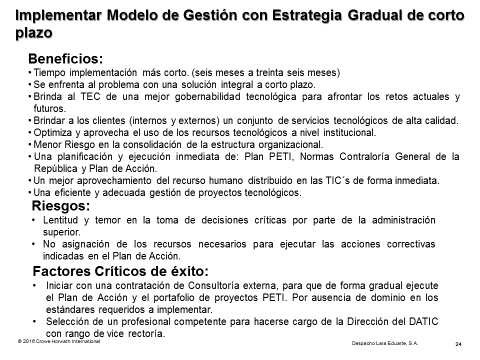 Implementar Modelo de Gestión con Estrategia Gradual de corto
plazo
Beneficios:
• Tiempo implementación más corto. (seis meses a treinta seis meses)
• Se enfrenta al problema con una solución integral a corto plazo.
• Brinda al TEC de una mejor gobernabilidad tecnológica para afrontar los retos actuales y
futuros.
• Brindar a los clientes (internos y externos) un conjunto de servicios tecnológicos de alta calidad.
• Optimiza y aprovecha el uso de los recursos tecnológicos a nivel institucional.
• Menor Riesgo en la consolidación de la estructura organizacional.
• Una planificación y ejecución inmediata de: Plan PETI, Normas Contraloría General de la
República y Plan de Acción.
• Un mejor aprovechamiento del recurso humano distribuido en las TIC´s de forma inmediata.
• Una eficiente y adecuada gestión de proyectos tecnológicos.
Riesgos:
• Lentitud y temor en la toma de decisiones críticas por parte de la administración
superior.
• No asignación de los recursos necesarios para ejecutar las acciones correctivas
indicadas en el Plan de Acción.
Factores Críticos de éxito:
• Iniciar con una contratación de Consultoría externa, para que de forma gradual ejecute
el Plan de Acción y el portafolio de proyectos PETI. Por ausencia de dominio en los
estándares requeridos a implementar.
• Selección de un profesional competente para hacerse cargo de la Dirección del DATIC
con rango de vice rectoría.
© 2016 Crowe Horwath International
Despacho Lara Eduarte, S.A.
24